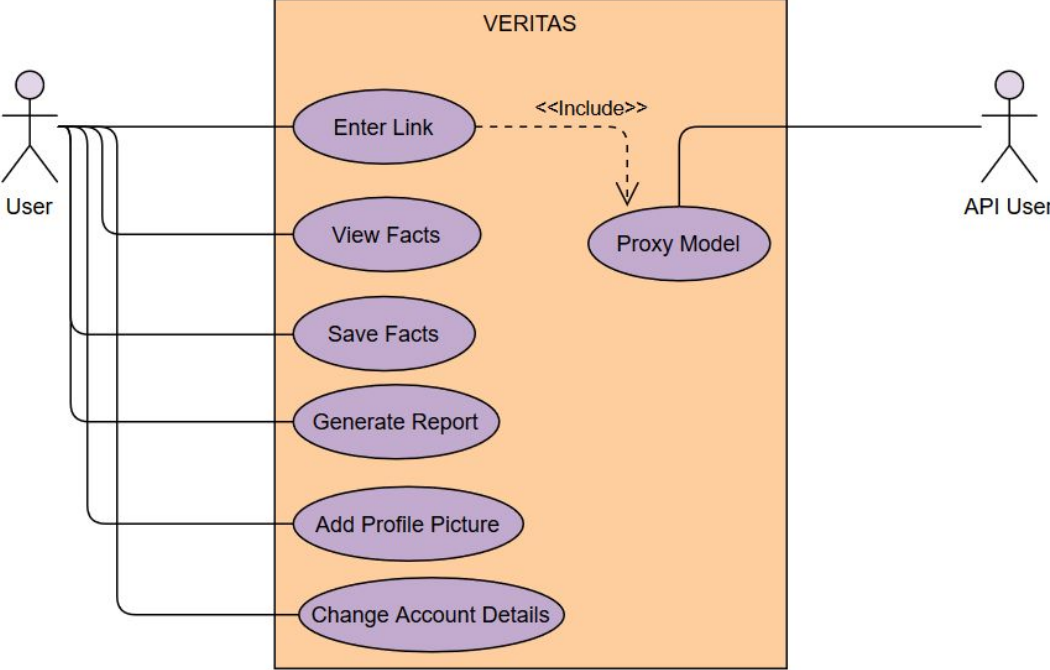 VERITAS
<<Include>>
Enter Link
User
API User
View Facts
Proxy Model
Save Facts
Generate Report
Add Profile Picture
Change Account Details